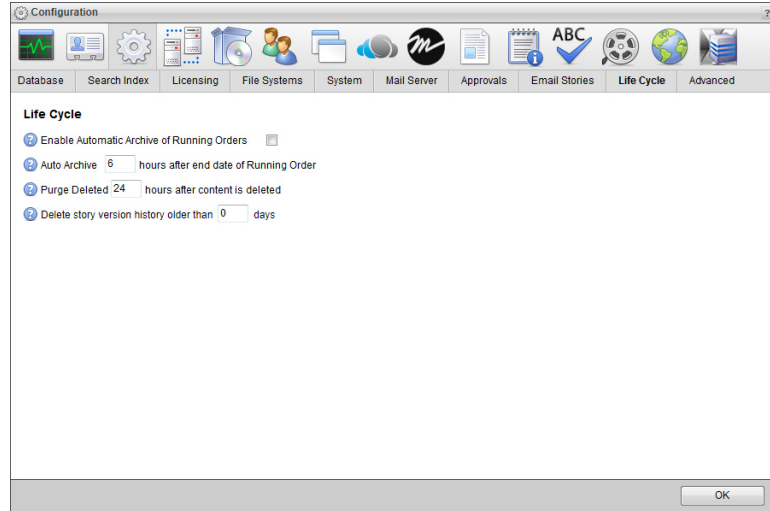 Configuration
?
ABC
Database Search Index Licensing File Systems System Mail Server Approvals Email Stories Life Cycle Advanced
Life Cycle
? Enable Automatic Archive of Running Orders
? Auto Archive 6 hours after end date of Running Order
? Purge Deleted 24 hours after content is deleted
? Delete story version history older than 0 days
OK